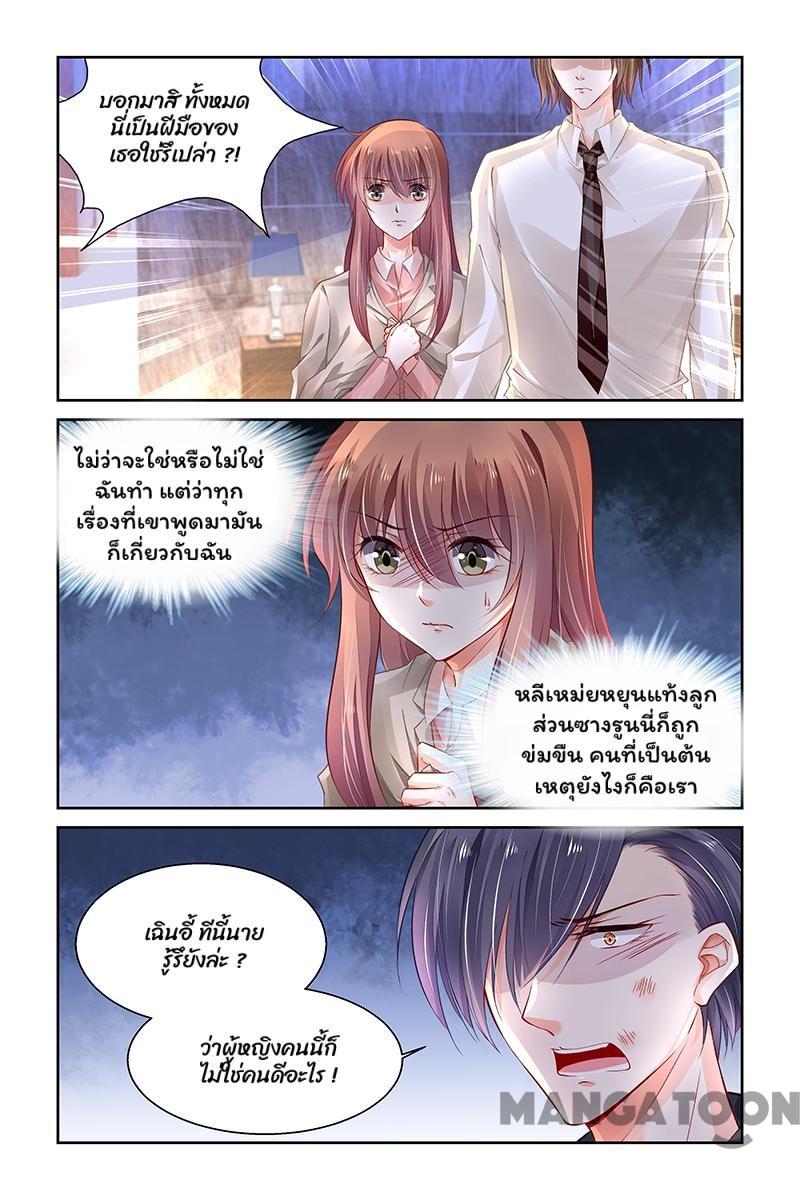 บอกมาสิ ทั้งหมด
นี่เป็นฝีมือของ
เธอใช่รึเปล่า ?!
ไม่ว่าจะใช่หรือไม่ใช่
ฉันทำ แต่ว่าทุก
เรื่องที่เขาพูดมามัน
ก็เกี่ยวกับฉัน
หลีเหม่ยหยุนแท้งลูก
ส่วนซางรูนนี่ก็ถูก
ข่มขืน คนที่เป็นต้น
เหตุยังไงก็คือเรา
เฉินอี้ ทีนี้นาย
รู้รึยังล่ะ ?
ว่าผู้หญิงคนนี้ก็
ไม่ใช่คนดีอะไร !
MANGATOON